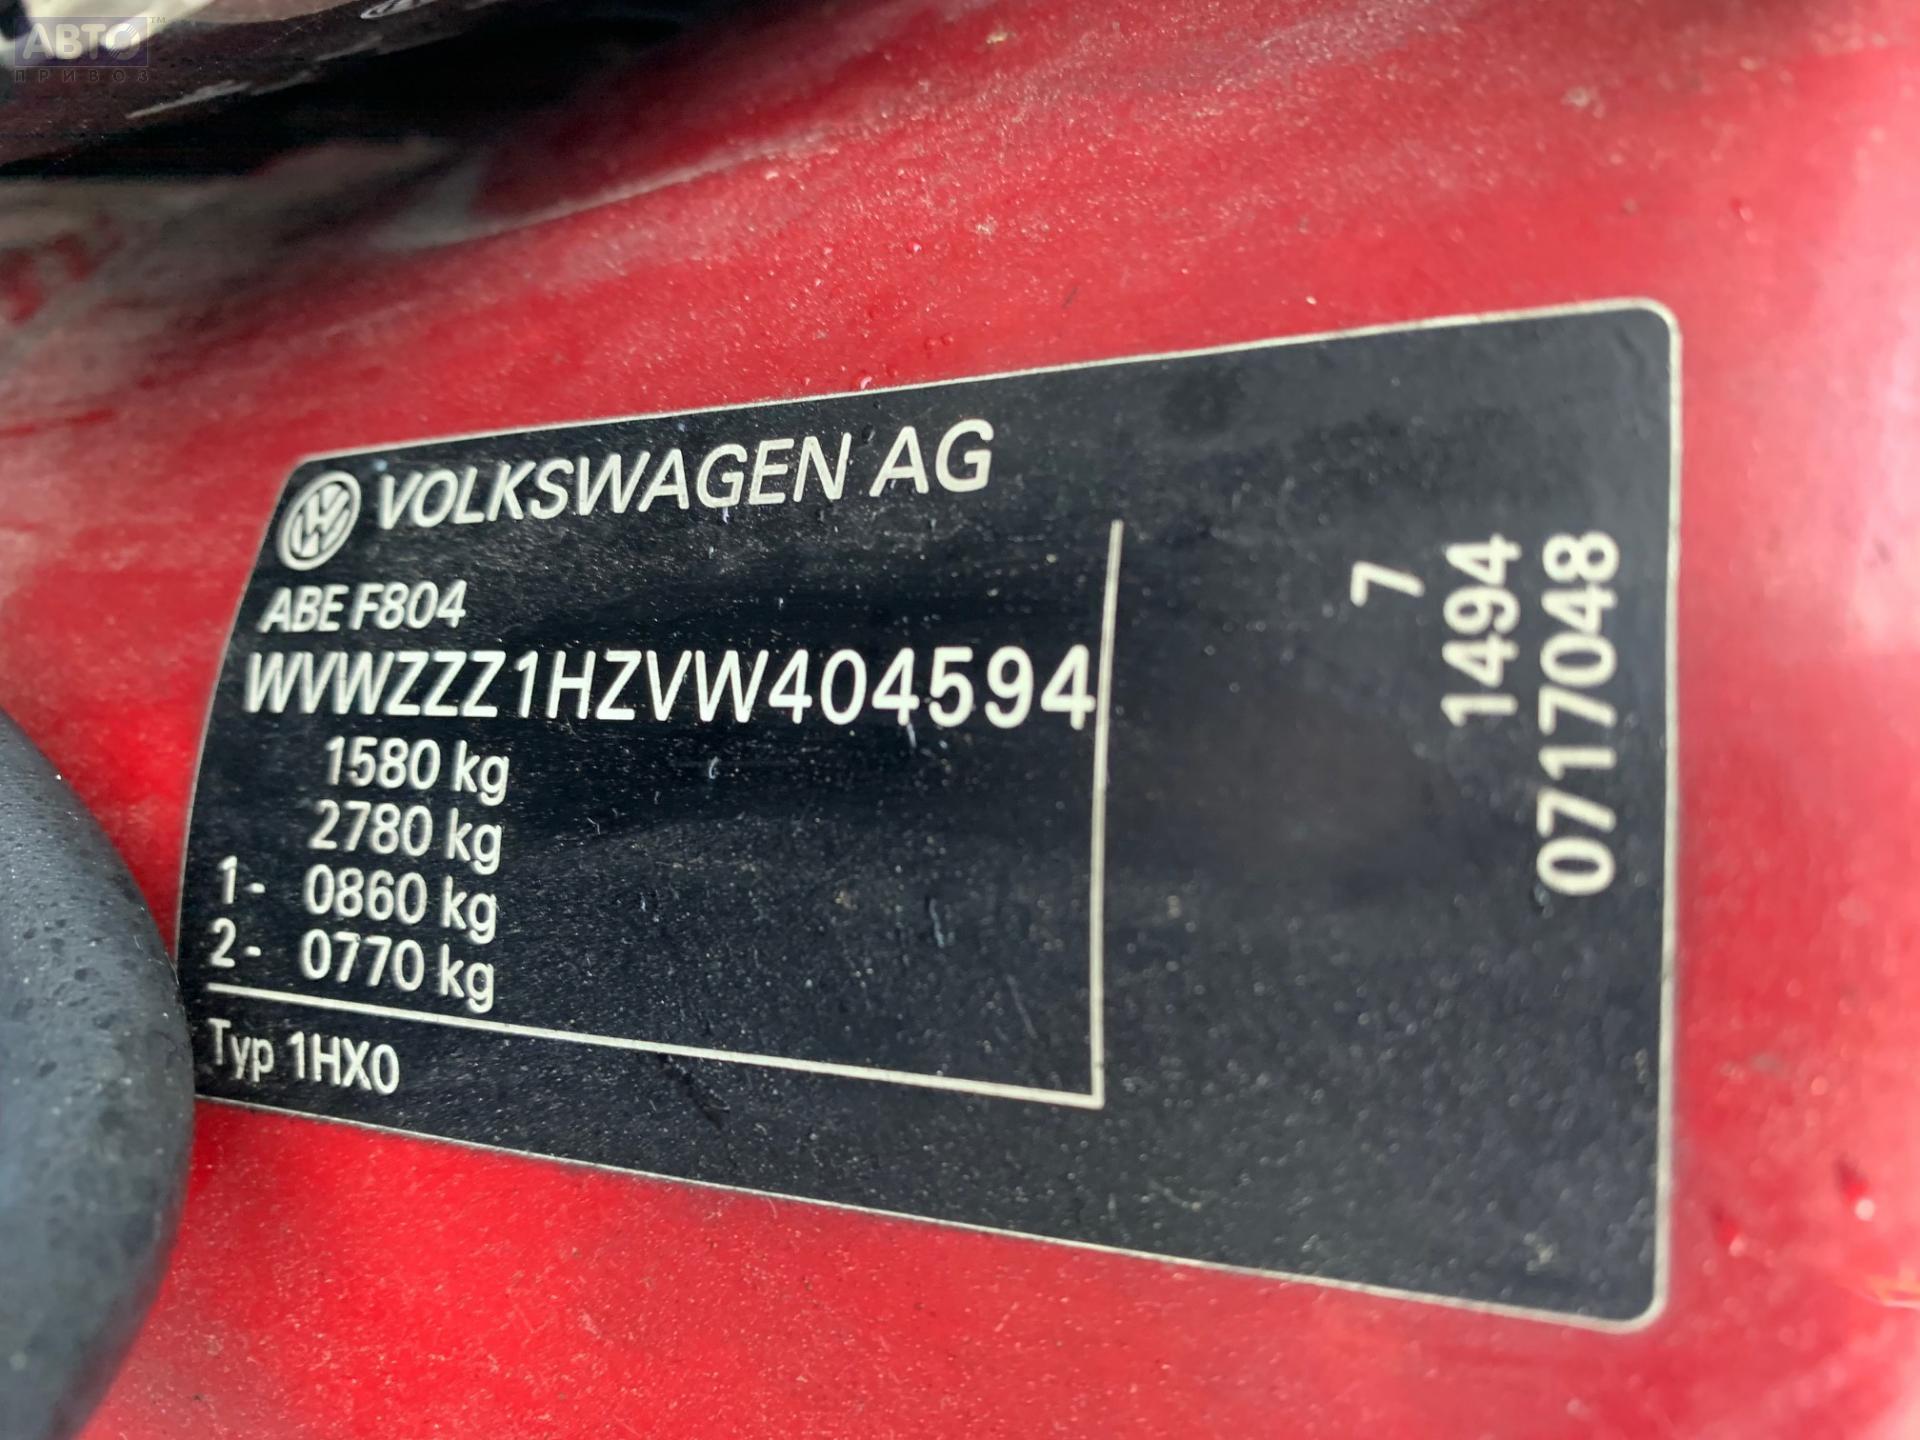 АВТО™
ПРИВОЗ
VOLKSWAGEN AG
ABE F804
WVWZZZ1HZVW404594
1580 kg
2780 kg
1- 0860 kg
2- 0770 kg
Typ 1HX0
7
1494
0717048